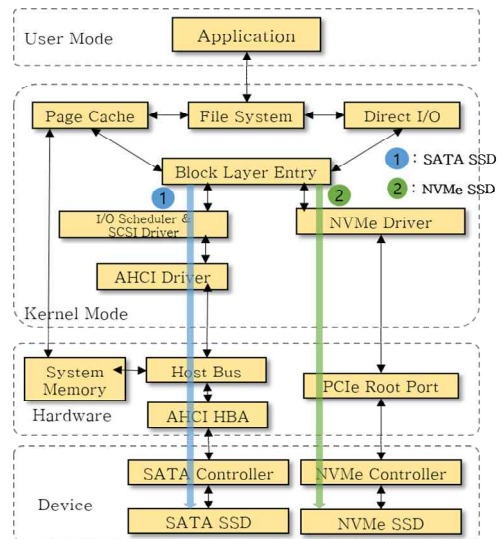 User Mode
Application
Page Cache
File System
Direct I/O
1 : SATA SSD
Block Layer Entry
1
2
2 : NVMe SSD
I/O Scheduler &
SCSI Driver
NVMe Driver
AHCI Driver
Kernel Mode
System
Memory
Host Bus
PCIe Root Port
Hardware
AHCI HBA
SATA Controller
NVMe Controller
Device
SATA SSD
NVMe SSD